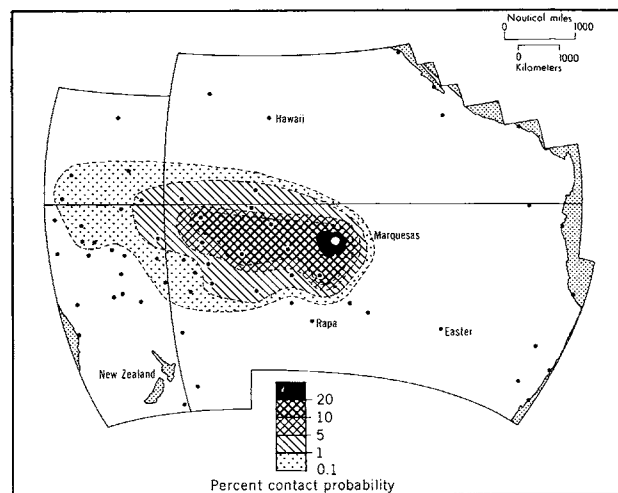 Nautical miles
0 1000
0 1000
Kilometers
Hawaii
Marquesas
Rapa
Easter
New Zealand
20
10
5
1
0.1
Percent contact probability